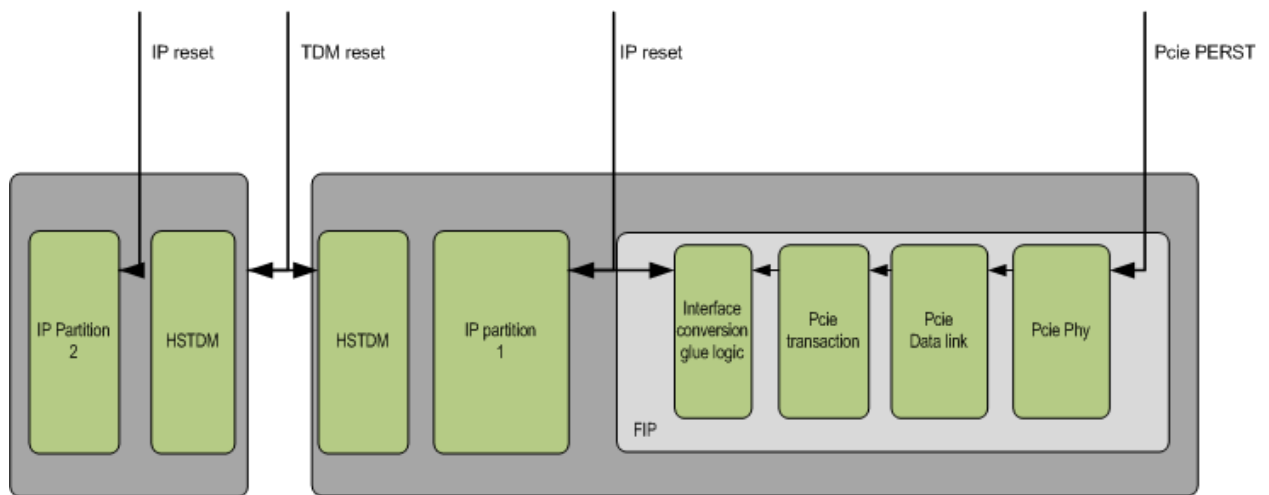 IP reset
TDM reset
IP reset
Pcie PERST
IP Partition
2
HSTDM
HSTDM
IP partition
1
Interface
conversion
glue logic
Pcie
transaction
Pcie
Data link
Pcie Phy
FIP